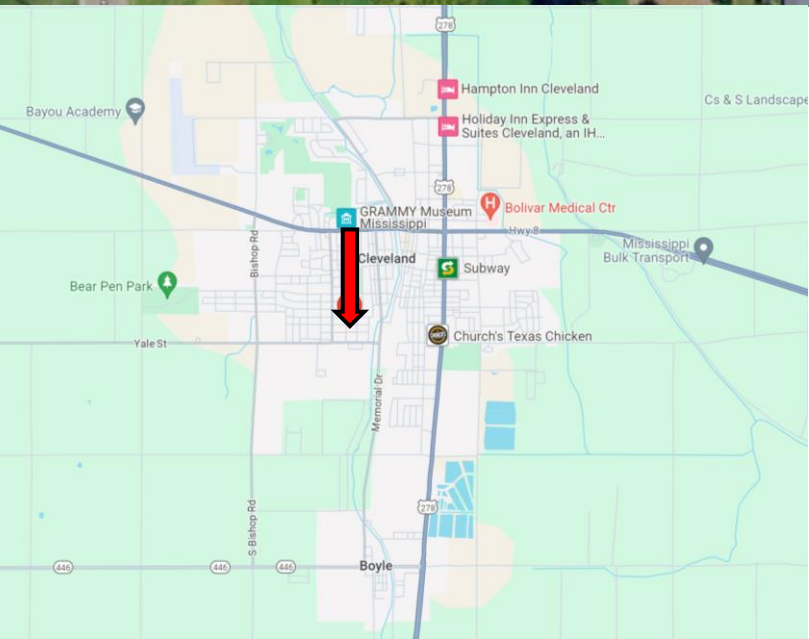 278
Hampton Inn Cleveland
Cs & S Landscape
Bayou Academy
Holiday Inn Express &
Suites Cleveland, an IH...
278
H
Bolivar Medical Ctr
GRAMMY Museum
Mississippi
Hwy 8
Bishop Rd
Cleveland
Mississippi
Bulk Transport
S
Subway
Bear Pen Park
Church's Texas Chicken
Yale St
Memorial Dr
S Bishop Rd
278
446
446
446
Boyle